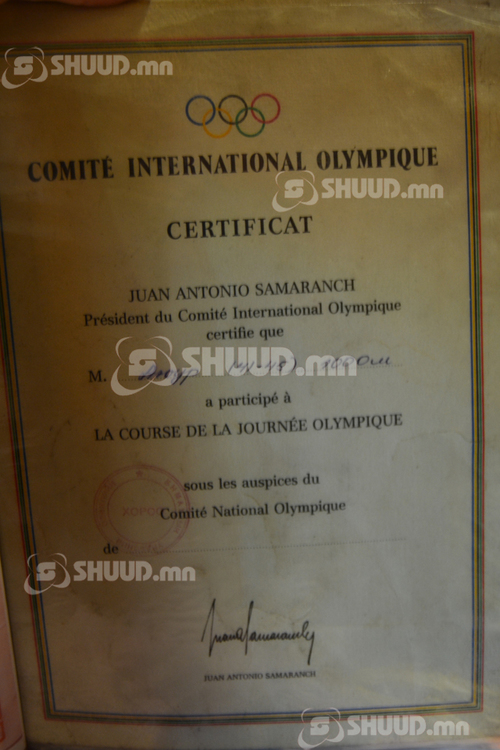 SHUUD.mn
COMITÉ INTERNATIONAL OLYMPIQUE
SHUUD.mn
CERTIFICAT
JUAN ANTONIO SAMARANCH
Président du Comité International Olympique
certifie que
SHUUD.mn
M.
a participé à
LA COURSE DE LA JOURNÉE OLYMPIQUE
sous les auspices du
Comité National Olympique
de
SHUUD.mn
JUAN ANTONIO SAMARANCH
SHUUD.mn